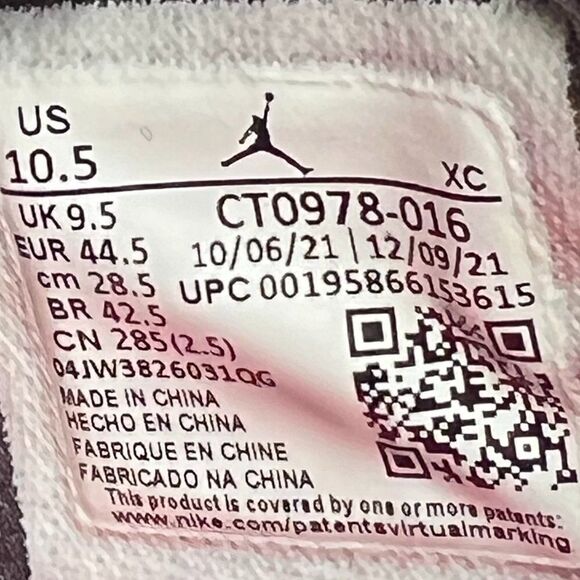 US
10.5
XC
UK 9.5
CT0978-016
EUR 44.5
10/06/21 | 12/09/21
cm 28.5
UPC 00195866153615
BR 42.5
CN 285(2.5)
04JW3826031QG
MADE IN CHINA
HECHO EN CHINA
FABRIQUE EN CHINE
FABRICADO NA CHINA
This product is covered by one or more patents:
www.nike.com/patentsvirtualmarking